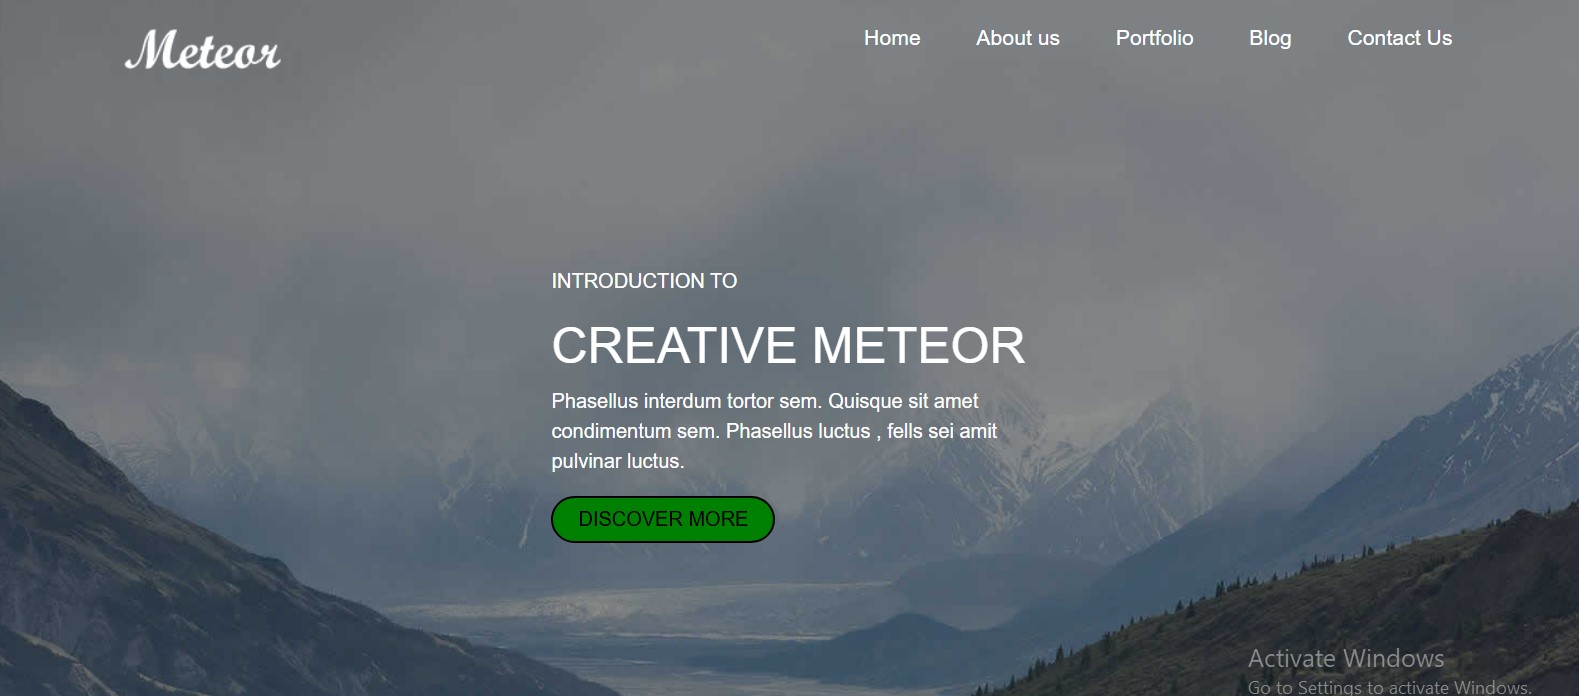 Meteor
Home About us Portfolio Blog Contact Us
INTRODUCTION TO
CREATIVE METEOR
Phasellus interdum tortor sem. Quisque sit amet
condimentum sem. Phasellus luctus , fells sei amit
pulvinar luctus.
DISCOVER MORE
Activate Windows
Go to Settings to activate Windows.